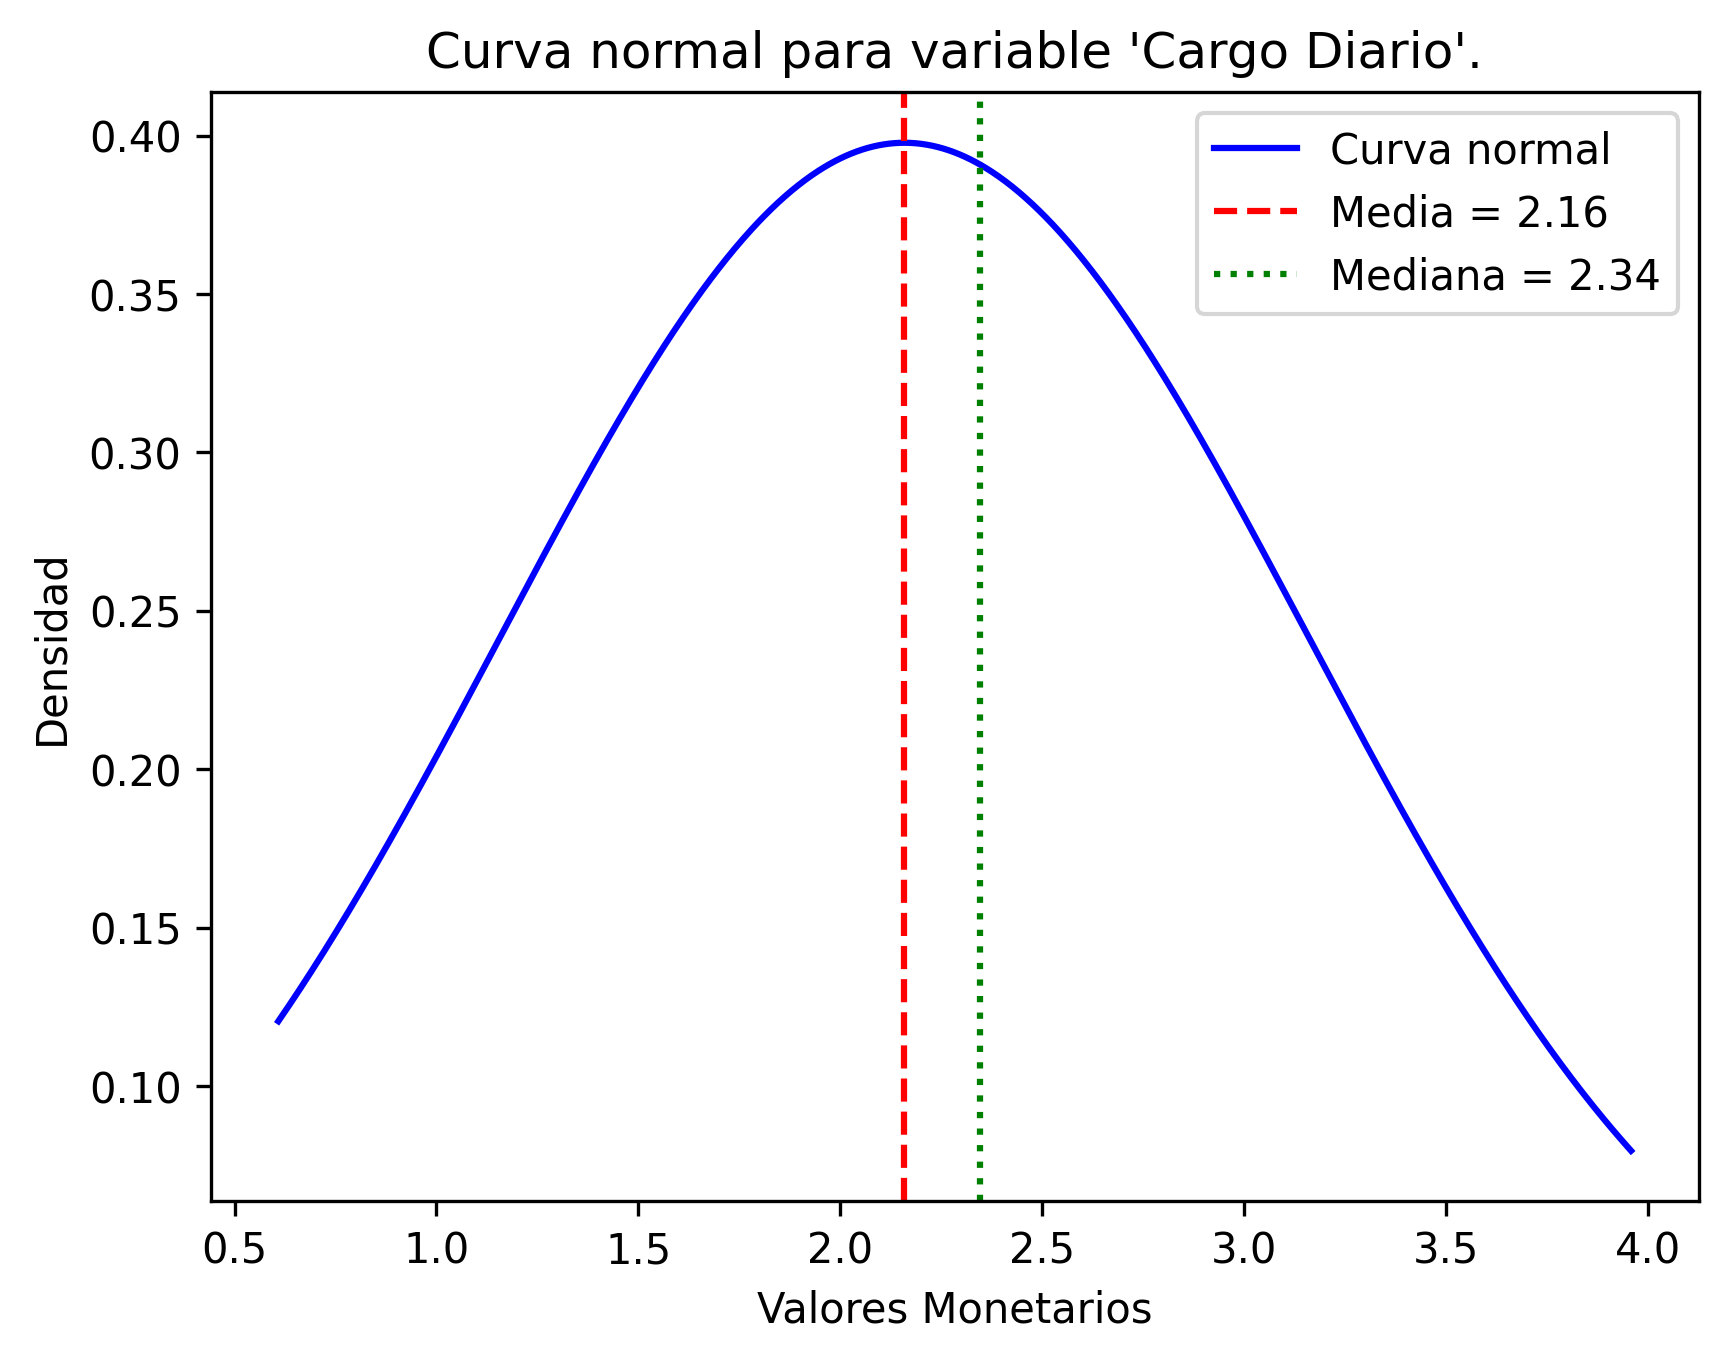 Curva normal para variable 'Cargo Diario'.
Curva normal
Media = 2.16
Mediana = 2.34
Densidad
0.40
0.35
0.30
0.25
0.20
0.15
0.10
0.5 1.0 1.5 2.0 2.5 3.0 3.5 4.0
Valores Monetarios